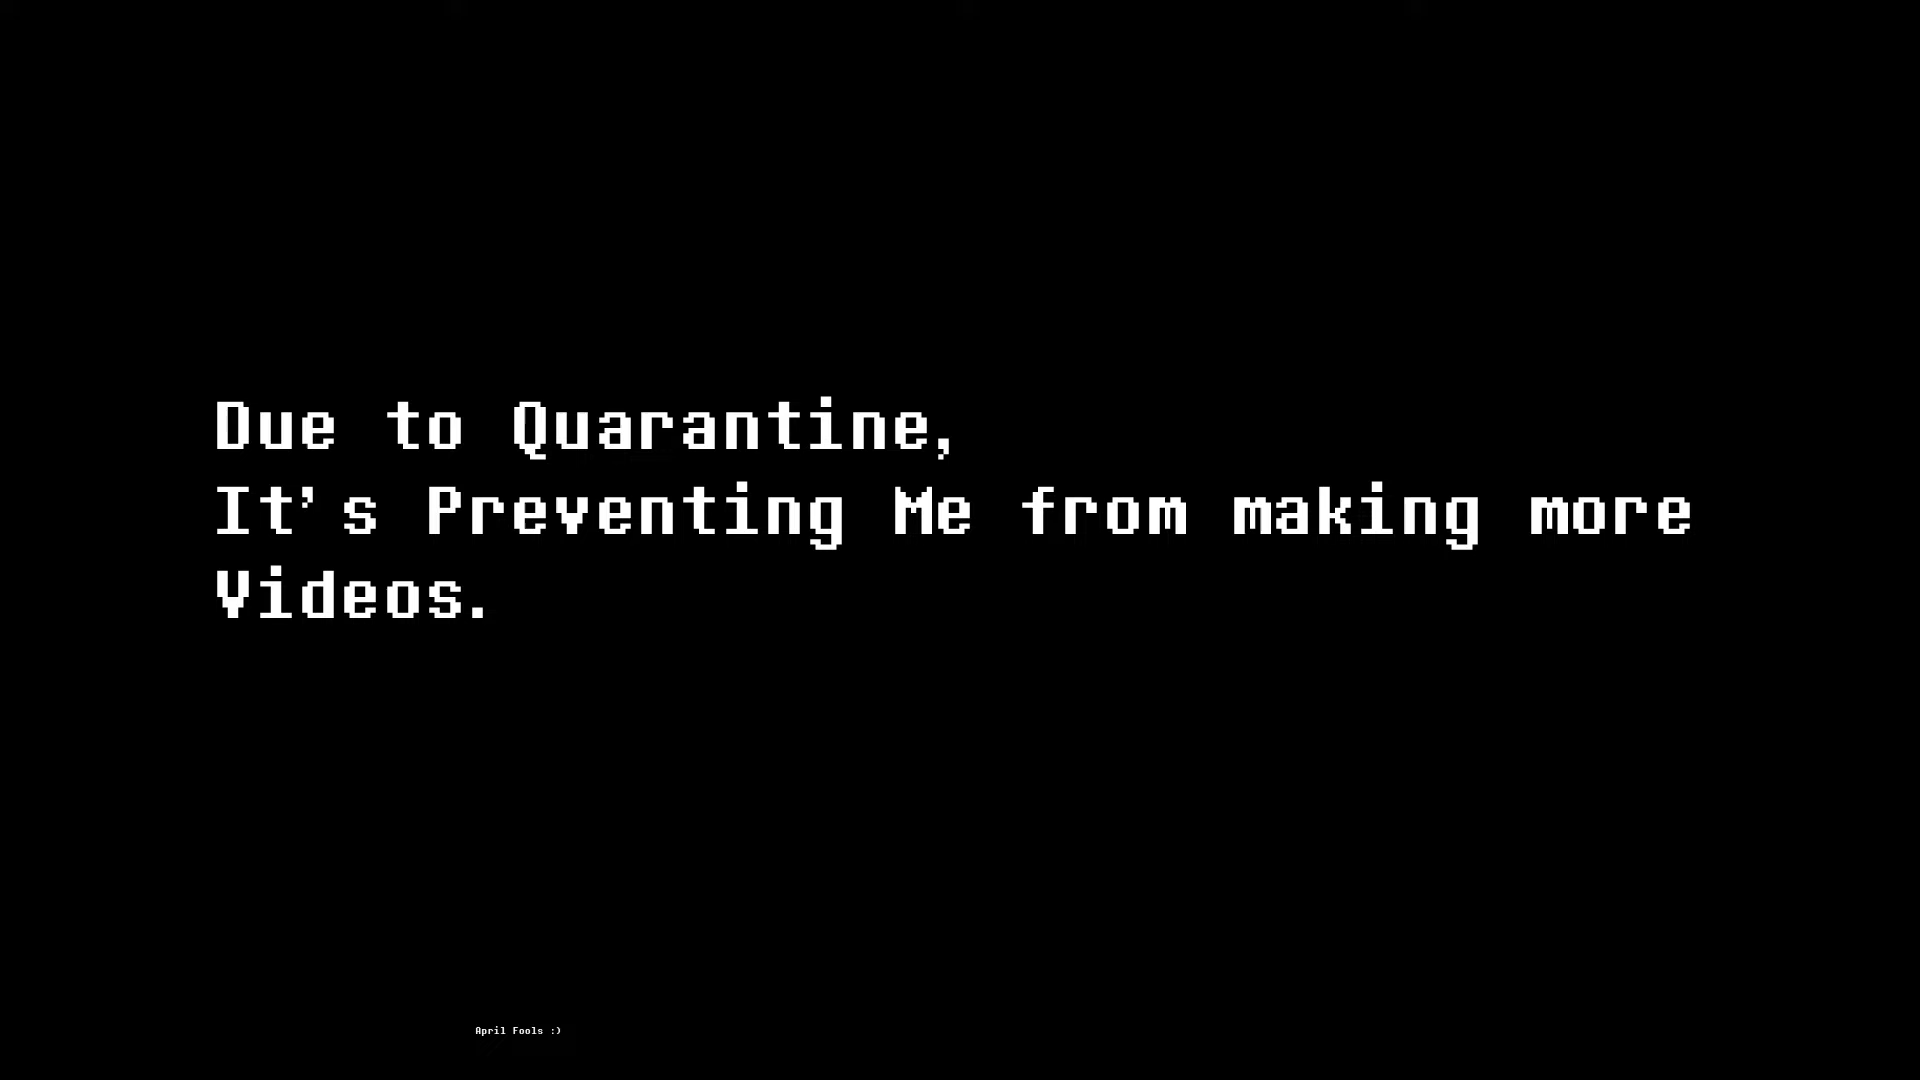 Due to Quarantine,
It's Preventing Me from making more
Videos.
April Fools :)